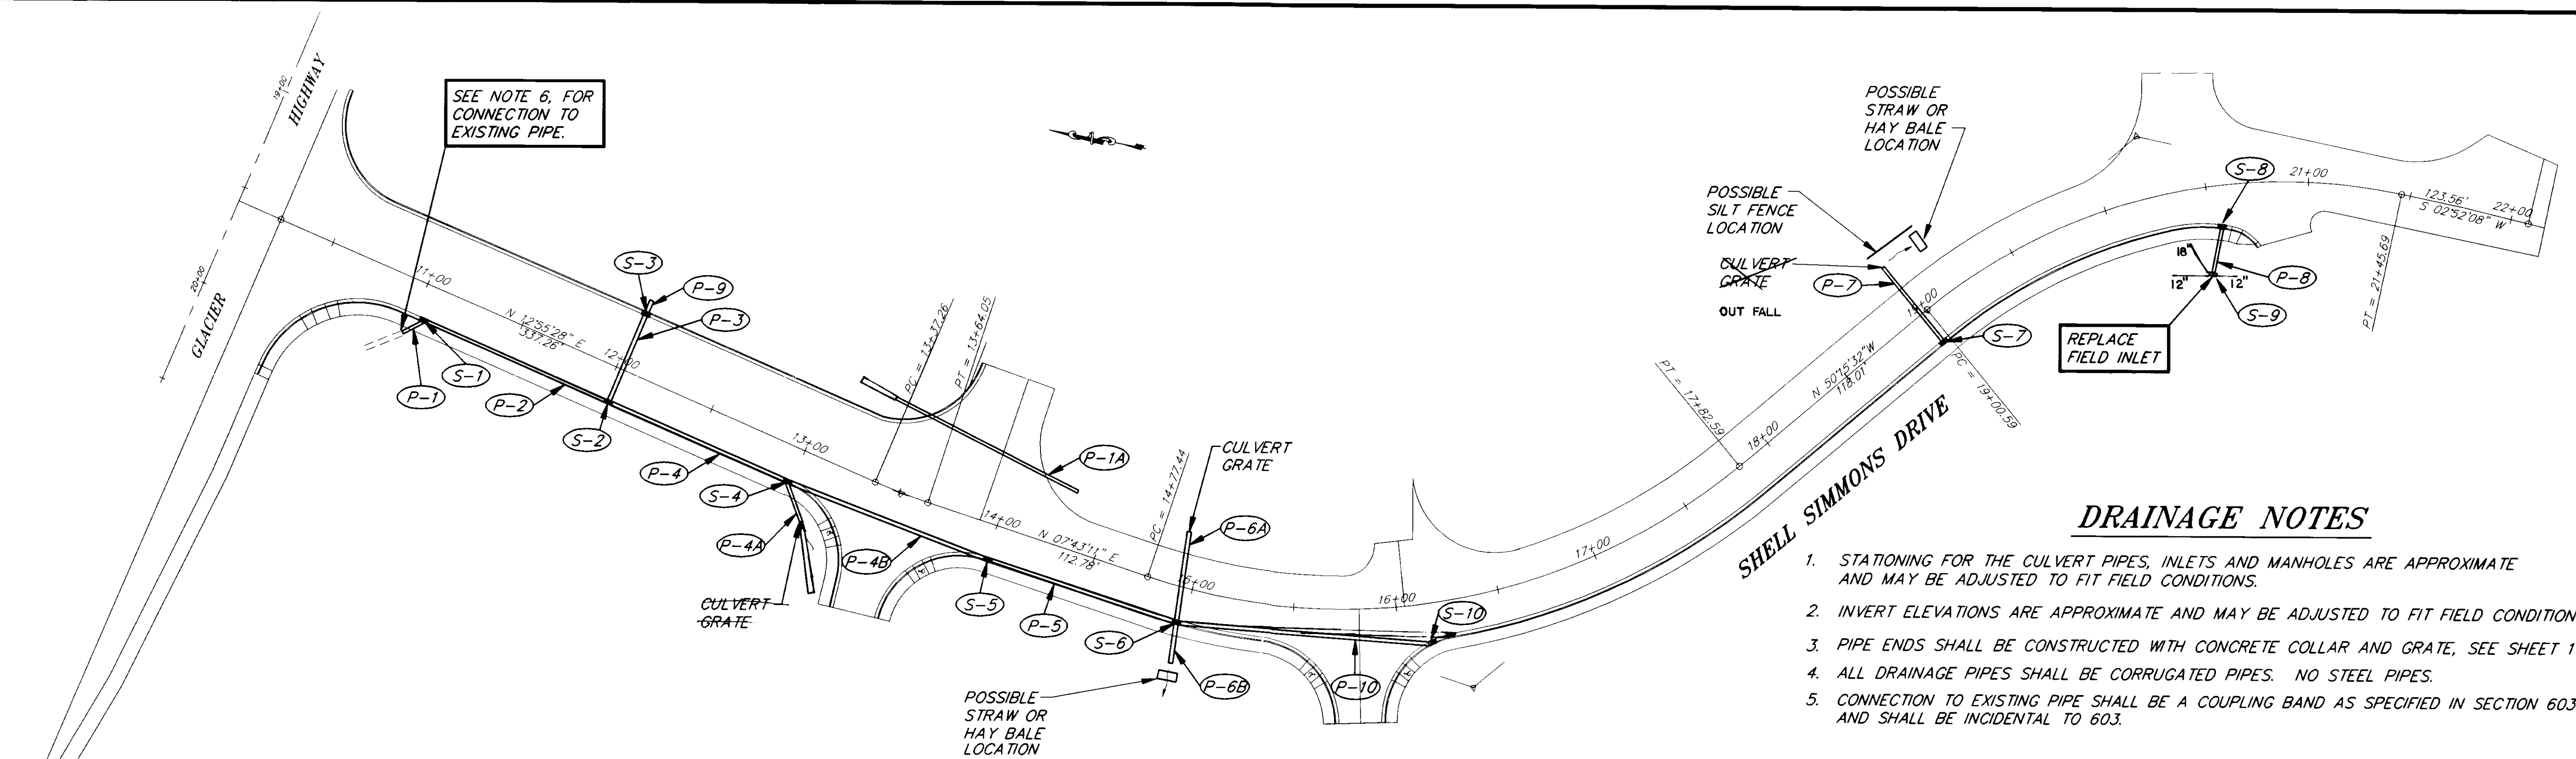 19+00
HIGHWAY
20+00
GLACIER
SEE NOTE 6, FOR
CONNECTION TO
EXISTING PIPE.
11+00
N 12°55'28" E
337.26'
12+00
S-3
P-9
P-3
P-1
S-1
P-2
S-2
P-4
S-4
13+00
PC = 13+37.26
PT = 13+64.05
P-1A
P-4A
P-4B
CULVERT
GRATE
14+00
N 07°43'11" E
112.78'
PC = 14+77.44
CULVERT
GRATE
P-6A
15+00
S-5
P-5
S-6
P-6B
POSSIBLE
STRAW OR
HAY BALE
LOCATION
16+00
S-10
P-10
17+00
PT = 17+82.59
18+00
N 50°15'32"W
118.01'
SHELL SIMMONS DRIVE
POSSIBLE
STRAW OR
HAY BALE
LOCATION
POSSIBLE
SILT FENCE
LOCATION
CULVERT
GRATE
OUT FALL
P-7
19+00
S-7
PC = 19+00.59
S-8
21+00
123.56'
S 02°52'08" W
22+00
PT = 21+45.69
18"
12"
12"
P-8
S-9
REPLACE
FIELD INLET
DRAINAGE NOTES
1. STATIONING FOR THE CULVERT PIPES, INLETS AND MANHOLES ARE APPROXIMATE
AND MAY BE ADJUSTED TO FIT FIELD CONDITIONS.
2. INVERT ELEVATIONS ARE APPROXIMATE AND MAY BE ADJUSTED TO FIT FIELD CONDITION
3. PIPE ENDS SHALL BE CONSTRUCTED WITH CONCRETE COLLAR AND GRATE, SEE SHEET 1
4. ALL DRAINAGE PIPES SHALL BE CORRUGATED PIPES. NO STEEL PIPES.
5. CONNECTION TO EXISTING PIPE SHALL BE A COUPLING BAND AS SPECIFIED IN SECTION 603
AND SHALL BE INCIDENTAL TO 603.